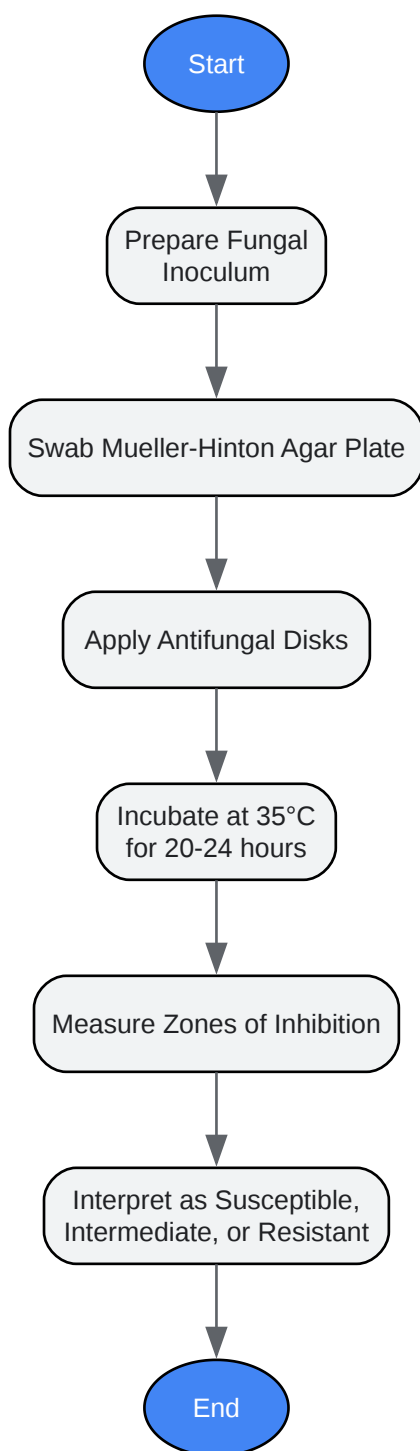 Start
Prepare Fungal
Inoculum
Swab Mueller-Hinton Agar Plate
Apply Antifungal Disks
Incubate at 35°C
for 20-24 hours
Measure Zones of Inhibition
Interpret as Susceptible,
Intermediate, or Resistant
End